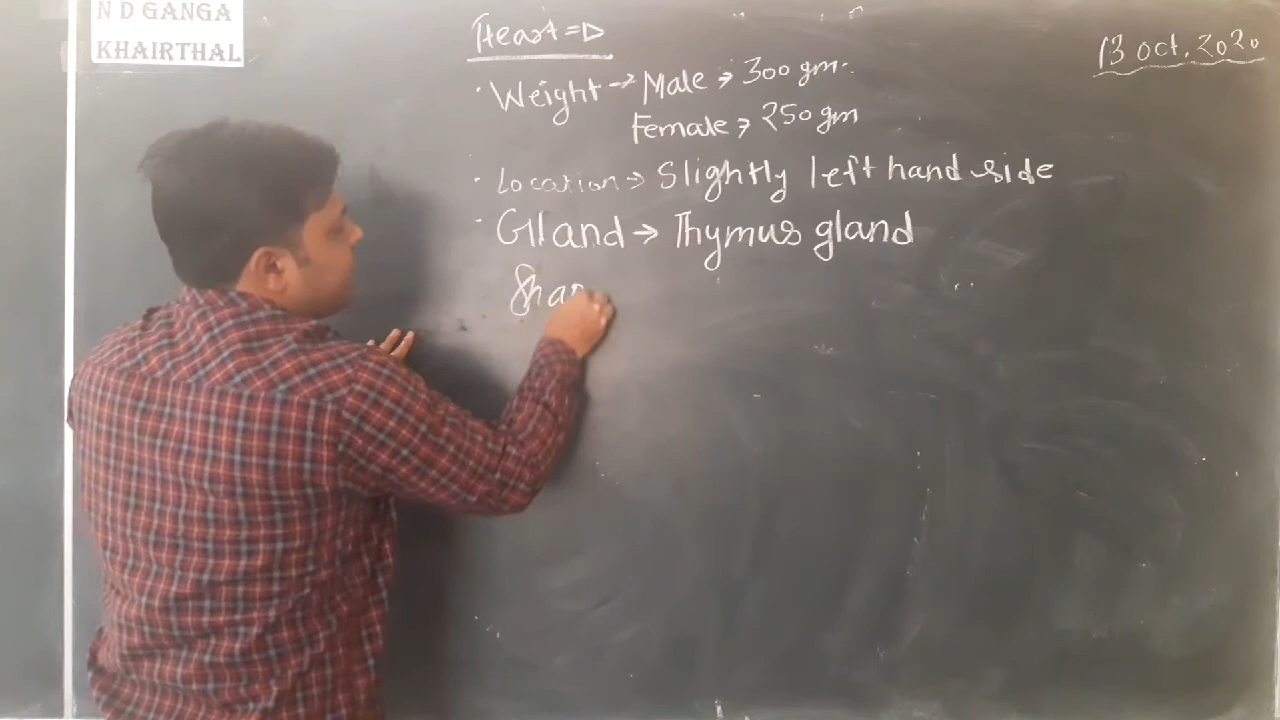 N D GANGA
KHAIRTHAL
Heart =▷
13 Oct. 2020
· Weight → Male → 300 gm.
Female → 250 gm
· Location → Slightly left hand side
· Gland → Thymus gland